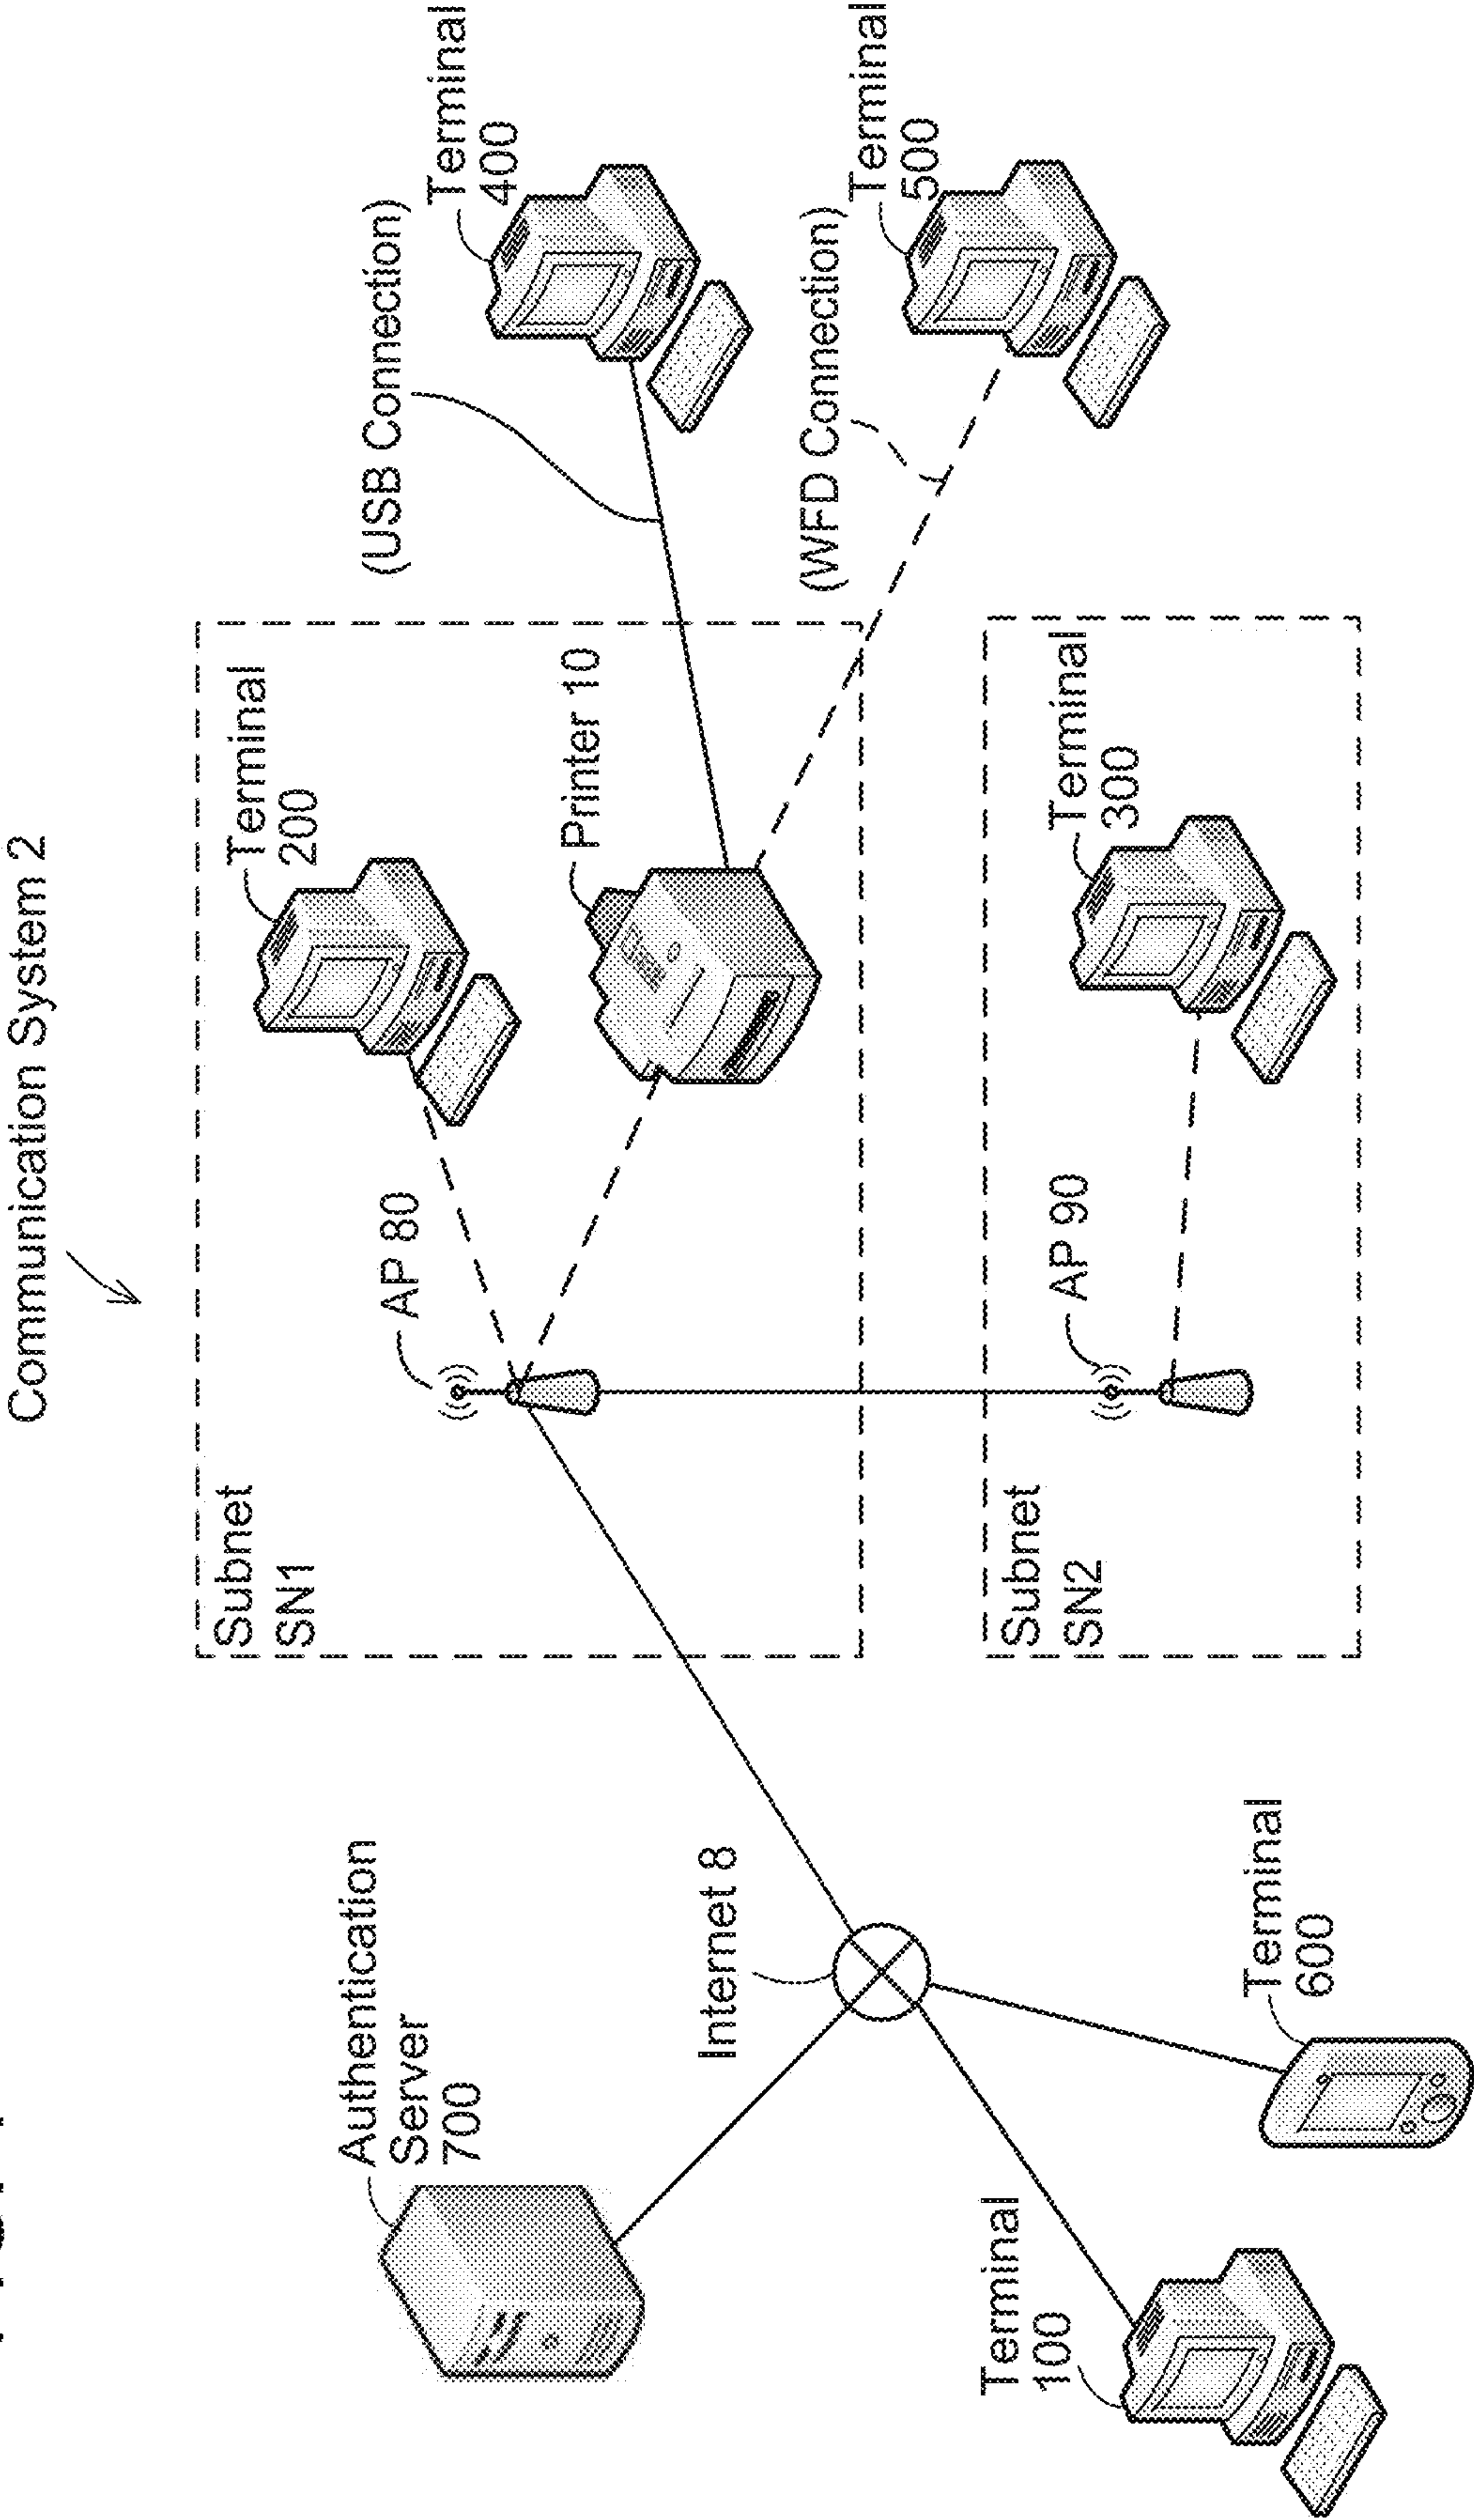 Communication System 2
Authentication
Server
700
Internet 8
Terminal
100
Terminal
600
Subnet
SN1
AP 80
Terminal
200
Printer 10
Subnet
SN2
AP 90
Terminal
300
(USB Connection)
Terminal
400
(WFD Connection)
Terminal
500